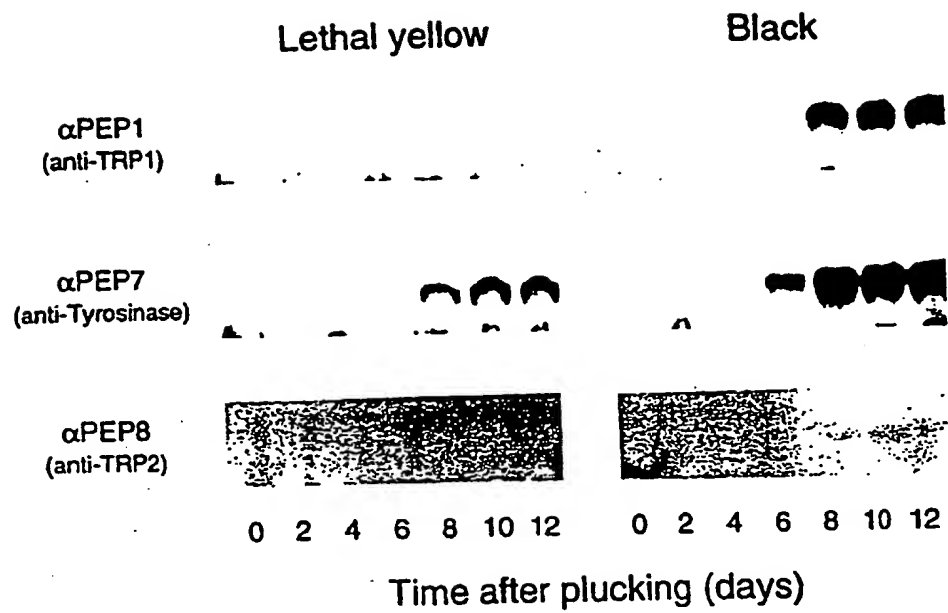 Lethal yellow
Black
αPEP1
(anti-TRP1)
αPEP7
(anti-Tyrosinase)
αPEP8
(anti-TRP2)
0 2 4 6 8 10 12
0 2 4 6 8 10 12
Time after plucking (days)